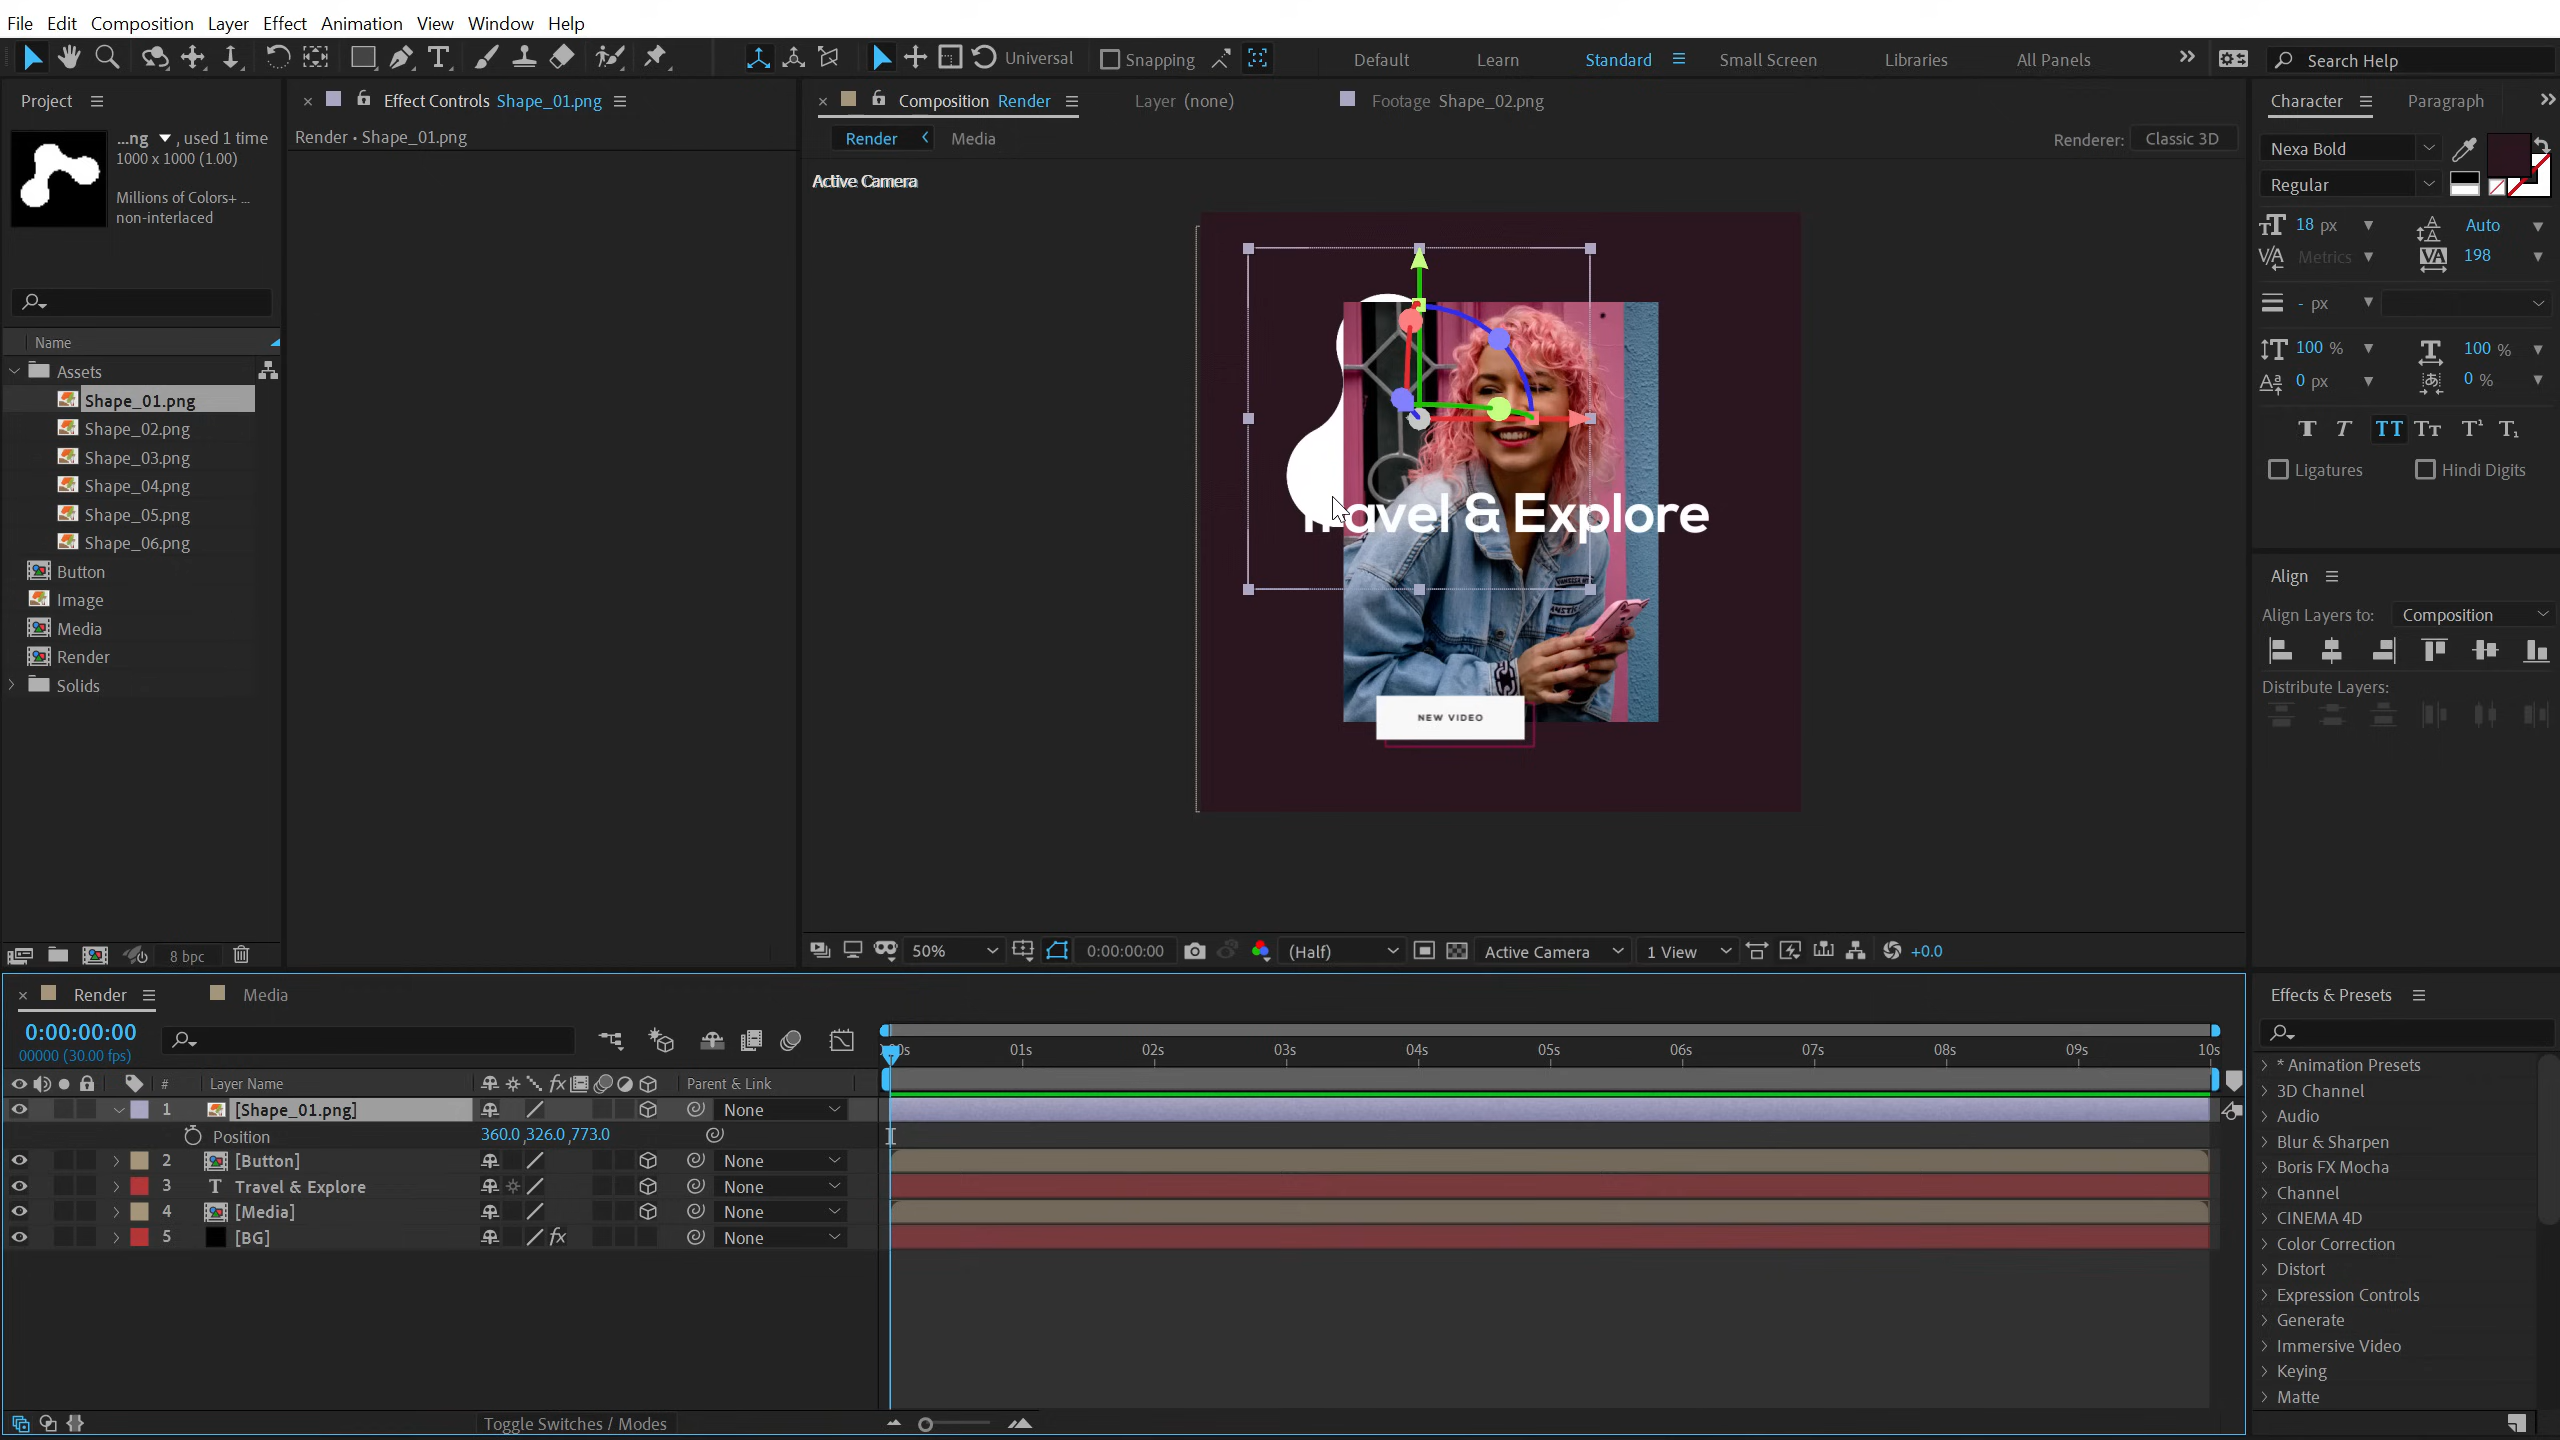 File Edit Composition Layer Effect Animation View Window Help
Universal Snapping Default Learn Standard Small Screen Libraries All Panels Search Help
Project
...ng , used 1 time
1000 x 1000 (1.00)
Millions of Colors+ ...
non-interlaced
Name
Assets
Shape_01.png
Shape_02.png
Shape_03.png
Shape_04.png
Shape_05.png
Shape_06.png
Button
Image
Media
Render
Solids
8 bpc
Effect Controls Shape_01.png
Render • Shape_01.png
Composition Render Layer (none) Footage Shape_02.png
Render Media
Renderer: Classic 3D
Active Camera
Travel & Explore
NEW VIDEO
50% 0:00:00:00 (Half) Active Camera 1 View +0.0
Character Paragraph
Nexa Bold
Regular
18 px Auto
Metrics 198
- px
100 % 100 %
0 px 0 %
Ligatures Hindi Digits
Align
Align Layers to: Composition
Distribute Layers:
Render Media
0:00:00:00
00000 (30.00 fps)
# Layer Name Parent & Link
1 [Shape_01.png] None
Position 360.0,326.0,773.0
2 [Button] None
3 Travel & Explore None
4 [Media] None
5 [BG] None
Toggle Switches / Modes
01s 02s 03s 04s 05s 06s 07s 08s 09s 10s
Effects & Presets
* Animation Presets
3D Channel
Audio
Blur & Sharpen
Boris FX Mocha
Channel
CINEMA 4D
Color Correction
Distort
Expression Controls
Generate
Immersive Video
Keying
Matte